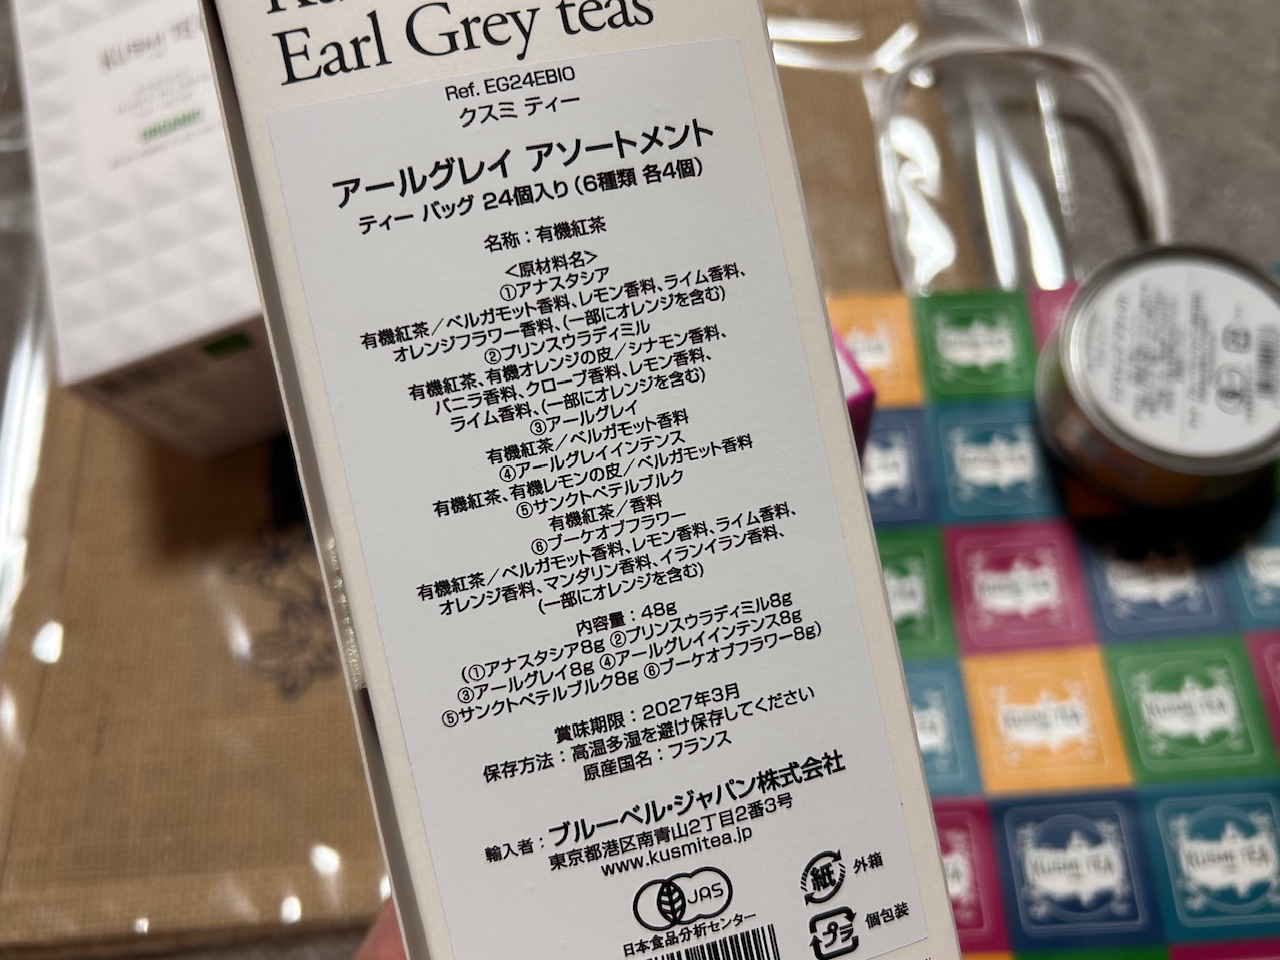 Earl Grey teas
Ref. EG24EBIO
クスミ ティー
アールグレイ アソートメント
ティー バッグ 24個入り(6種類 各4個)
名称:有機紅茶
<原材料名>
①アナスタシア
有機紅茶/ベルガモット香料、レモン香料、ライム香料、
オレンジフラワー香料、(一部にオレンジを含む)
②プリンスウラディミル
有機紅茶、有機オレンジの皮/シナモン香料、
バニラ香料、クローブ香料、レモン香料、
ライム香料、(一部にオレンジを含む)
③アールグレイ
有機紅茶/ベルガモット香料
④アールグレイインテンス
有機紅茶、有機レモンの皮/ベルガモット香料
⑤サンクトペテルブルク
有機紅茶/香料
⑥ブーケオブフラワー
有機紅茶/ベルガモット香料、レモン香料、ライム香料、
オレンジ香料、マンダリン香料、イランイラン香料、
(一部にオレンジを含む)
内容量:48g
(①アナスタシア8g ②プリンスウラディミル8g
③アールグレイ8g ④アールグレイインテンス8g
⑤サンクトペテルブルク8g ⑥ブーケオブフラワー8g)
賞味期限:2027年3月
保存方法:高温多湿を避け保存してください
原産国名:フランス
輸入者:ブルーベル・ジャパン株式会社
東京都港区南青山2丁目2番3号
www.kusmitea.jp
JAS
日本食品分析センター
紙 外箱
プラ 個包装
KUSMI TEA
ORGANIC
KUSMI TEA
KUSMI TEA
KUSMI TEA
KUSMI TEA
KUSMI TEA